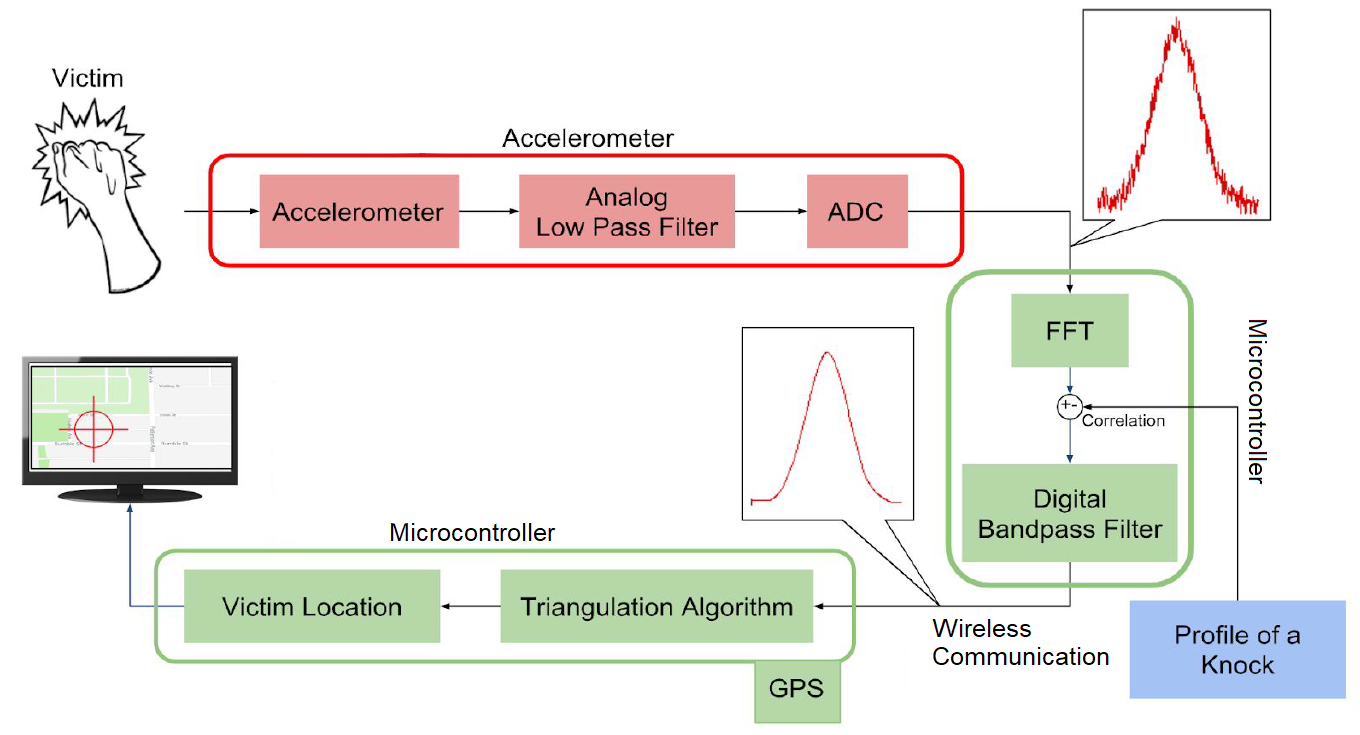 Victim
Accelerometer
Accelerometer
Analog
Low Pass Filter
ADC
FFT
+-
Correlation
Microcontroller
Digital
Bandpass Filter
Microcontroller
Victim Location
Triangulation Algorithm
Wireless
Communication
Profile of a
Knock
GPS